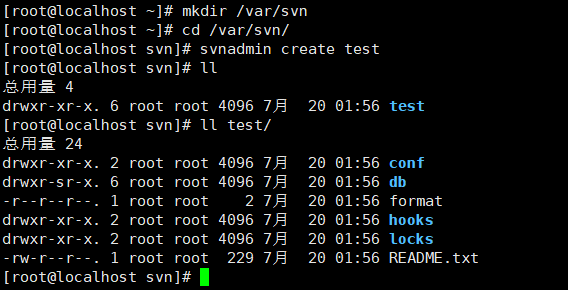 [root@localhost ~]# mkdir /var/svn
[root@localhost ~]# cd /var/svn/
[root@localhost svn]# svnadmin create test
[root@localhost svn]# ll
总用量 4
drwxr-xr-x. 6 root root 4096 7月  20 01:56 test
[root@localhost svn]# ll test/
总用量 24
drwxr-xr-x. 2 root root 4096 7月  20 01:56 conf
drwxr-sr-x. 6 root root 4096 7月  20 01:56 db
-r--r--r--. 1 root root    2 7月  20 01:56 format
drwxr-xr-x. 2 root root 4096 7月  20 01:56 hooks
drwxr-xr-x. 2 root root 4096 7月  20 01:56 locks
-rw-r--r--. 1 root root  229 7月  20 01:56 README.txt
[root@localhost svn]#